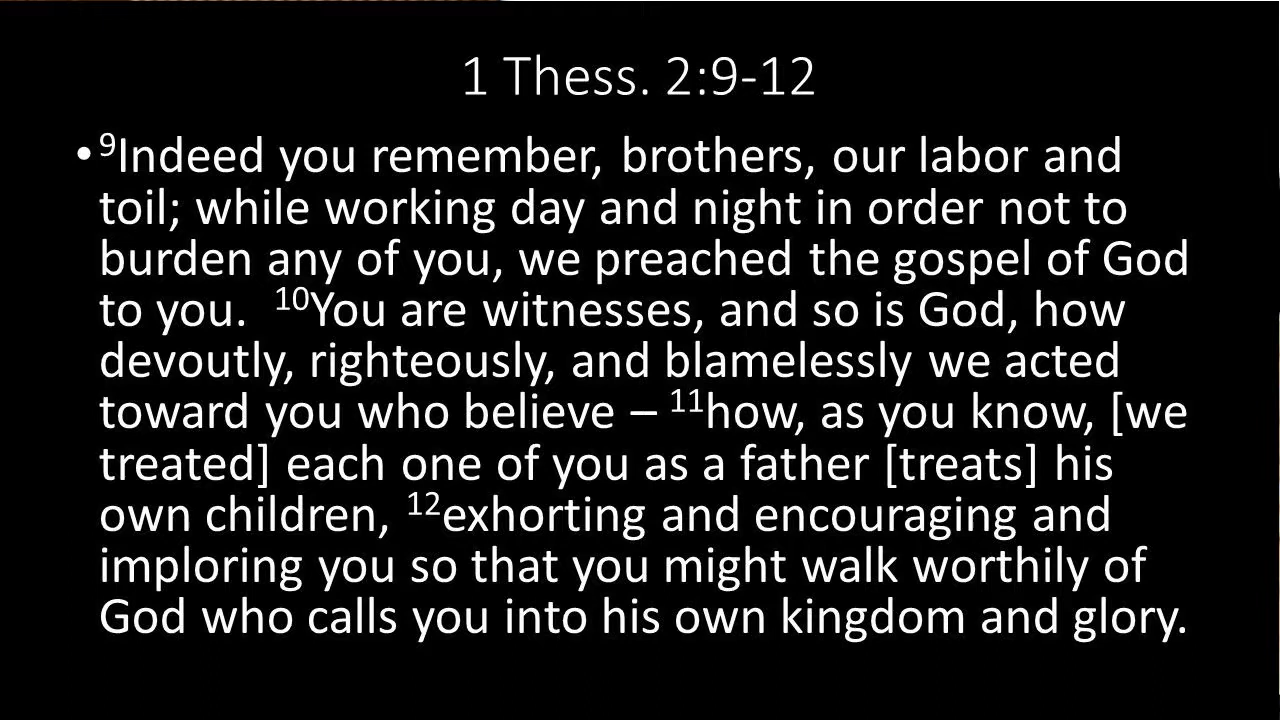 1 Thess. 2:9-12
• ⁹Indeed you remember, brothers, our labor and
toil; while working day and night in order not to
burden any of you, we preached the gospel of God
to you.  ¹⁰You are witnesses, and so is God, how
devoutly, righteously, and blamelessly we acted
toward you who believe – ¹¹how, as you know, [we
treated] each one of you as a father [treats] his
own children, ¹²exhorting and encouraging and
imploring you so that you might walk worthily of
God who calls you into his own kingdom and glory.